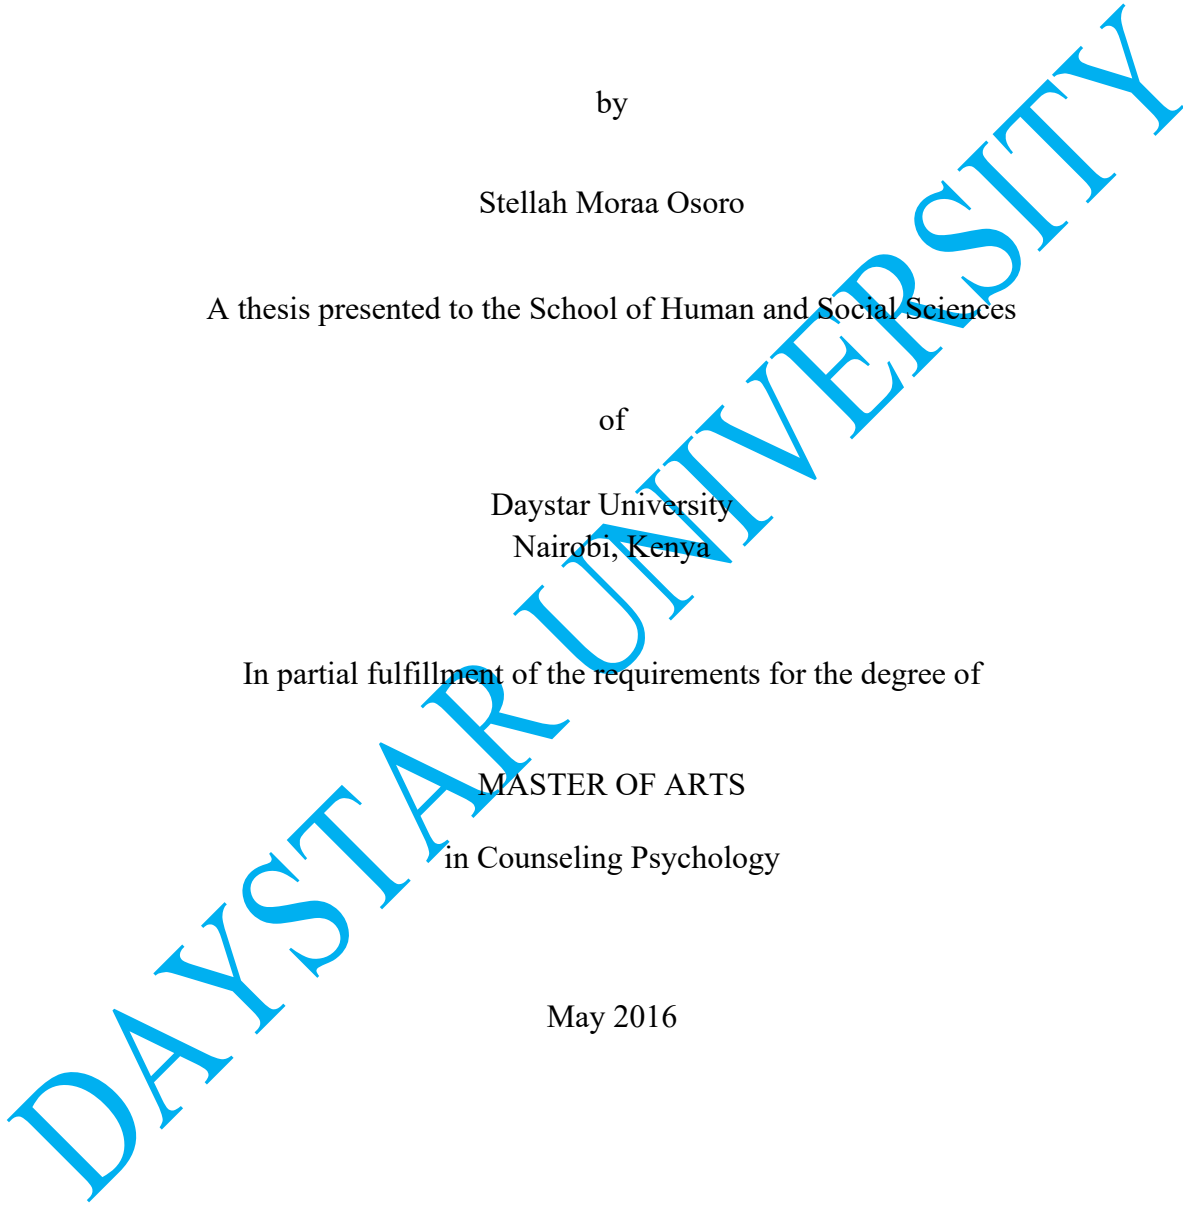 by
Stellah Moraa Osoro
A thesis presented to the School of Human and Social Sciences
of
Daystar University
Nairobi, Kenya
In partial fulfillment of the requirements for the degree of
MASTER OF ARTS
in Counseling Psychology
May 2016
DAYSTAR UNIVERSITY